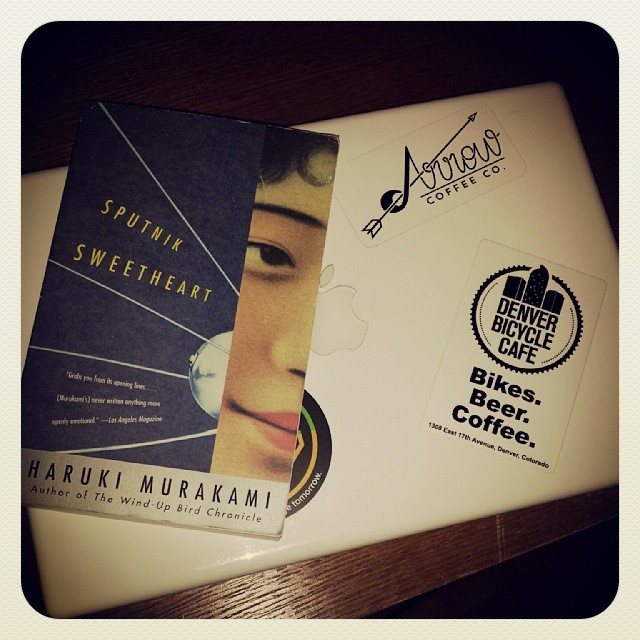 SPUTNIK
SWEETHEART
"Grabs you from its opening lines. . . .
[Murakami's] never written anything more
openly emotional." —Los Angeles Magazine
HARUKI MURAKAMI
Author of The Wind-Up Bird Chronicle
Arrow
COFFEE CO.
DENVER
BICYCLE
CAFE
Bikes.
Beer.
Coffee.
1308 East 17th Avenue, Denver, Colorado
tomorrow.